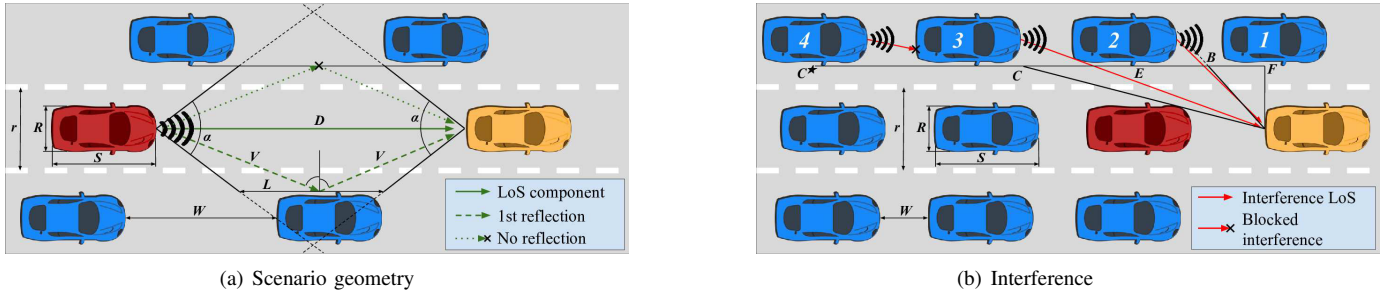 r
R
S
α
D
α
V
V
L
W
LoS component
1st reflection
No reflection
(a) Scenario geometry
4
3
2
1
C★
C
E
B
F
r
R
S
W
Interference LoS
Blocked
interference
(b) Interference